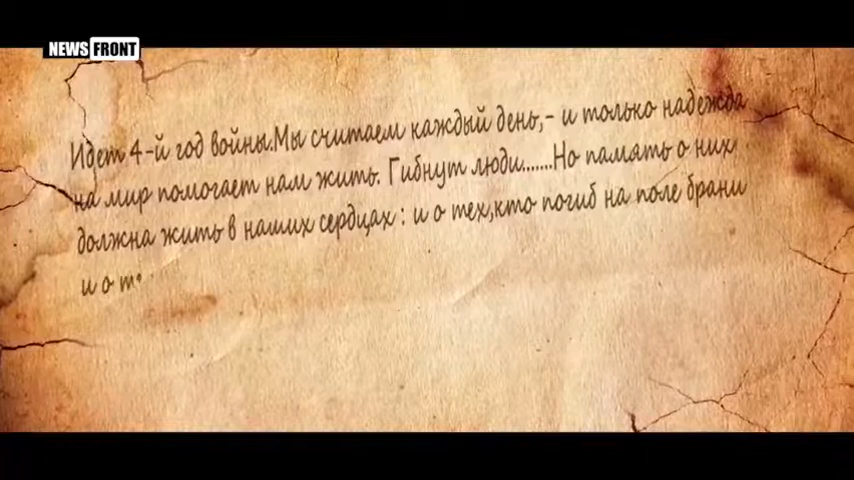 NEWS FRONT
Идет 4-й год войны.Мы считаем каждый день,- и только надежда
на мир помогает нам жить. Гибнут люди.......Но память о них
должна жить в наших сердцах : и о тех,кто погиб на поле брани
и о